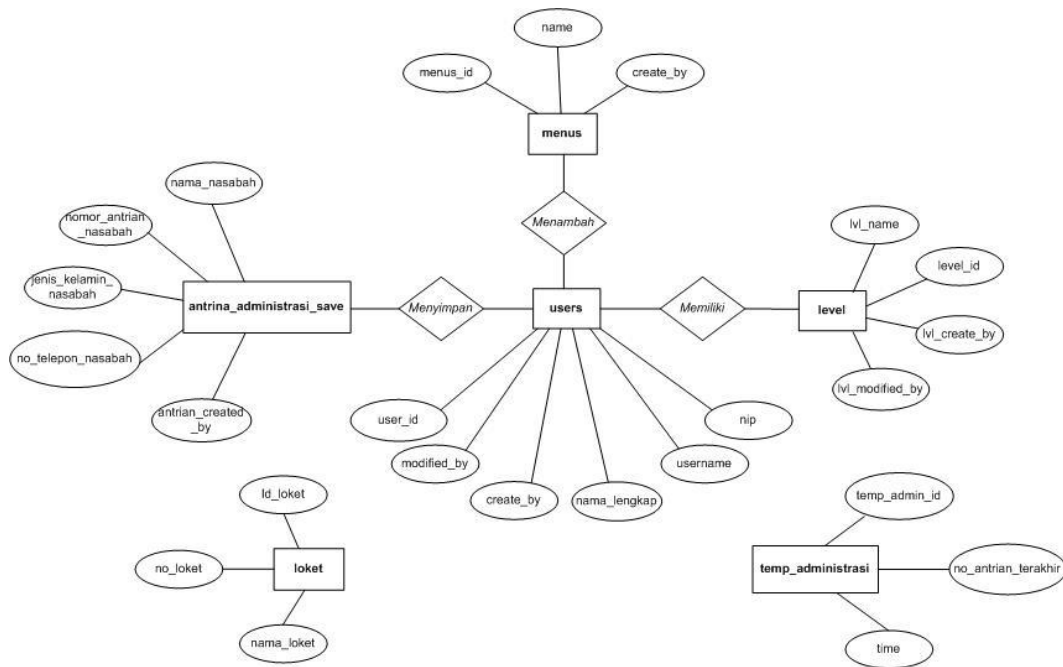 name
menus_id
create_by
menus
nama_nasabah
nomor_antrian
_nasabah
jenis_kelamin_
nasabah
no_telepon_nasabah
antrian_created
_by
antrina_administrasi_save
Menyimpan
Menambah
users
Memiliki
level
lvl_name
level_id
lvl_create_by
lvl_modified_by
user_id
modified_by
create_by
nama_lengkap
username
nip
Id_loket
no_loket
loket
nama_loket
temp_admin_id
temp_administrasi
no_antrian_terakhir
time